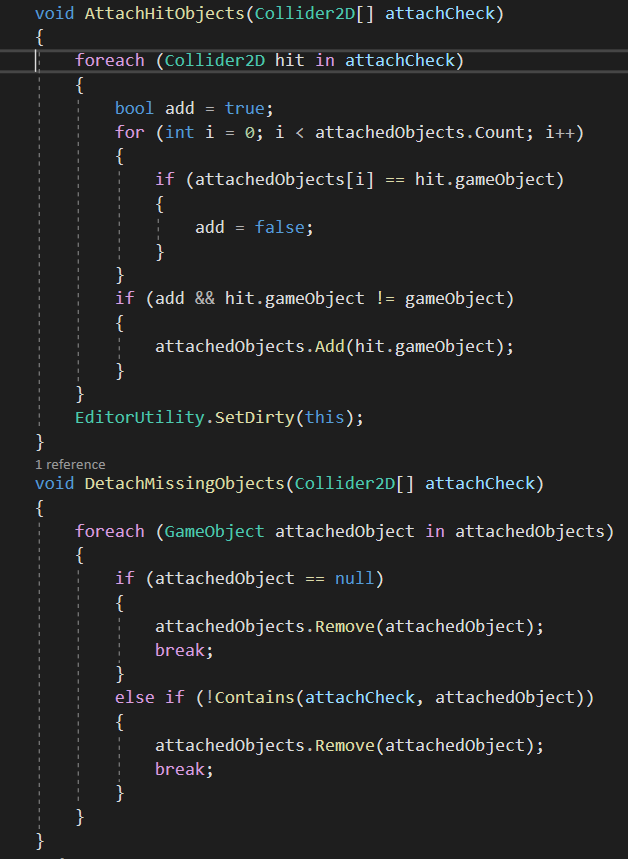 void AttachHitObjects(Collider2D[] attachCheck)
{
    foreach (Collider2D hit in attachCheck)
    {
        bool add = true;
        for (int i = 0; i < attachedObjects.Count; i++)
        {
            if (attachedObjects[i] == hit.gameObject)
            {
                add = false;
            }
        }
        if (add && hit.gameObject != gameObject)
        {
            attachedObjects.Add(hit.gameObject);
        }
    }
    EditorUtility.SetDirty(this);
}
1 reference
void DetachMissingObjects(Collider2D[] attachCheck)
{
    foreach (GameObject attachedObject in attachedObjects)
    {
        if (attachedObject == null)
        {
            attachedObjects.Remove(attachedObject);
            break;
        }
        else if (!Contains(attachCheck, attachedObject))
        {
            attachedObjects.Remove(attachedObject);
            break;
        }
    }
}